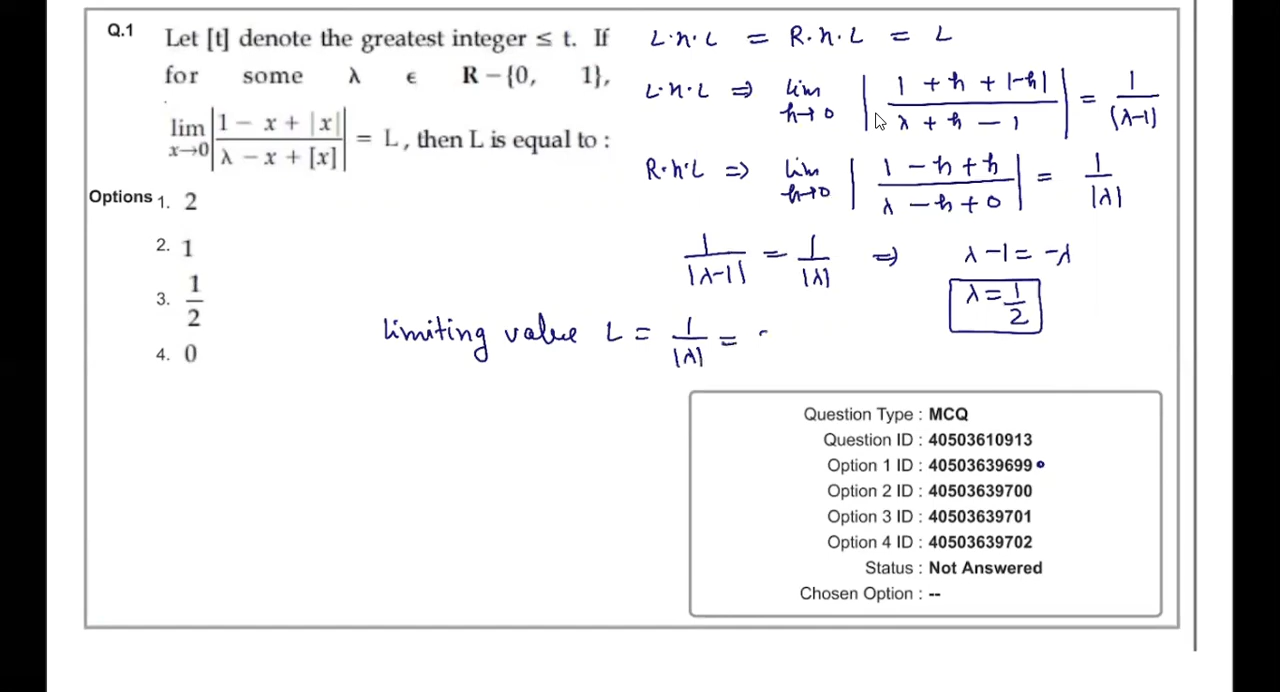 Q.1 Let [t] denote the greatest integer ≤ t. If
for some λ ϵ R – {0, 1},
lim x→0 |1 – x + |x| / λ – x + [x]| = L, then L is equal to :
Options 1. 2
2. 1
3. 1/2
4. 0
L.h.L = R.h.L = L
L.h.L ⇒ lim h→0 |1 + h + |-h| / λ + h – 1| = 1/|λ-1|
R.h.L ⇒ lim h→0 |1 – h + h / λ – h + 0| = 1/|λ|
1/|λ-1| = 1/|λ| ⇒ λ – 1 = -λ
λ = 1/2
limiting value L = 1/|λ| =
Question Type : MCQ
Question ID : 40503610913
Option 1 ID : 40503639699
Option 2 ID : 40503639700
Option 3 ID : 40503639701
Option 4 ID : 40503639702
Status : Not Answered
Chosen Option : --